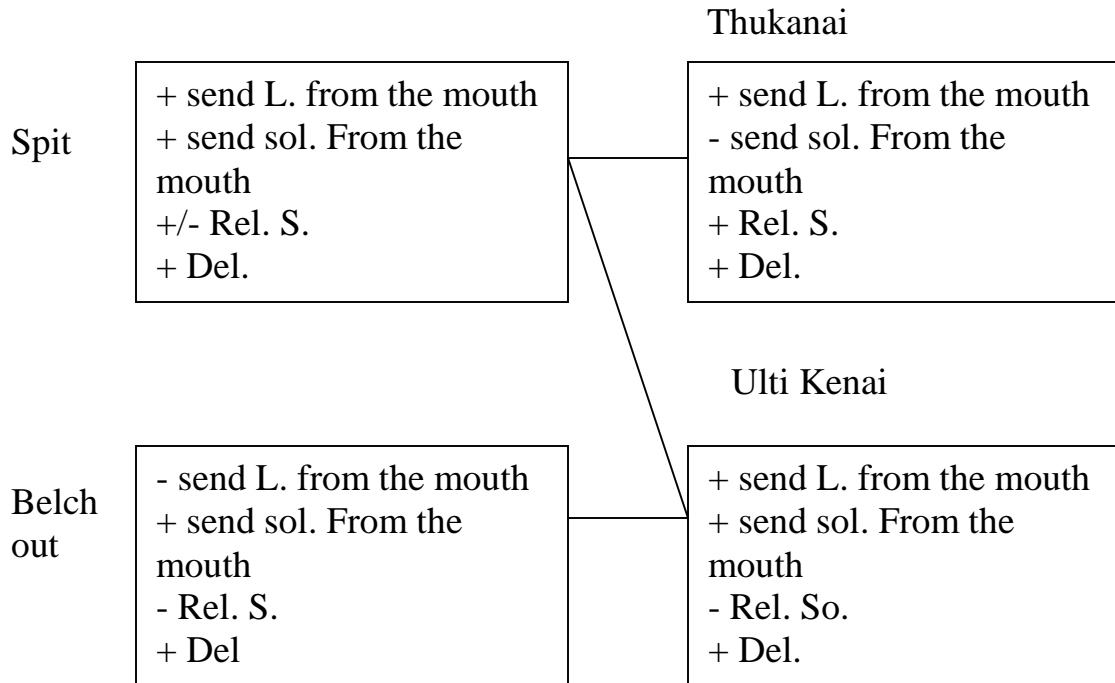 Thukanai
Spit
+ send L. from the mouth
+ send sol. From the
mouth
+/- Rel. S.
+ Del.
+ send L. from the mouth
- send sol. From the
mouth
+ Rel. S.
+ Del.
Ulti Kenai
Belch
out
- send L. from the mouth
+ send sol. From the
mouth
- Rel. S.
+ Del
+ send L. from the mouth
+ send sol. From the
mouth
- Rel. So.
+ Del.